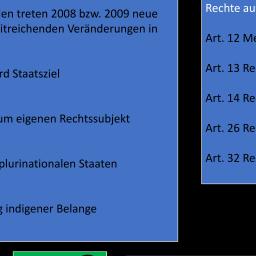 en treten 2008 bzw. 2009 neue
itreichenden Veränderungen in
rd Staatsziel
um eigenen Rechtssubjekt
plurinationalen Staaten
g indigener Belange
Rechte au
Art. 12 Me
Art. 13 Re
Art. 14 Re
Art. 26 Re
Art. 32 Re